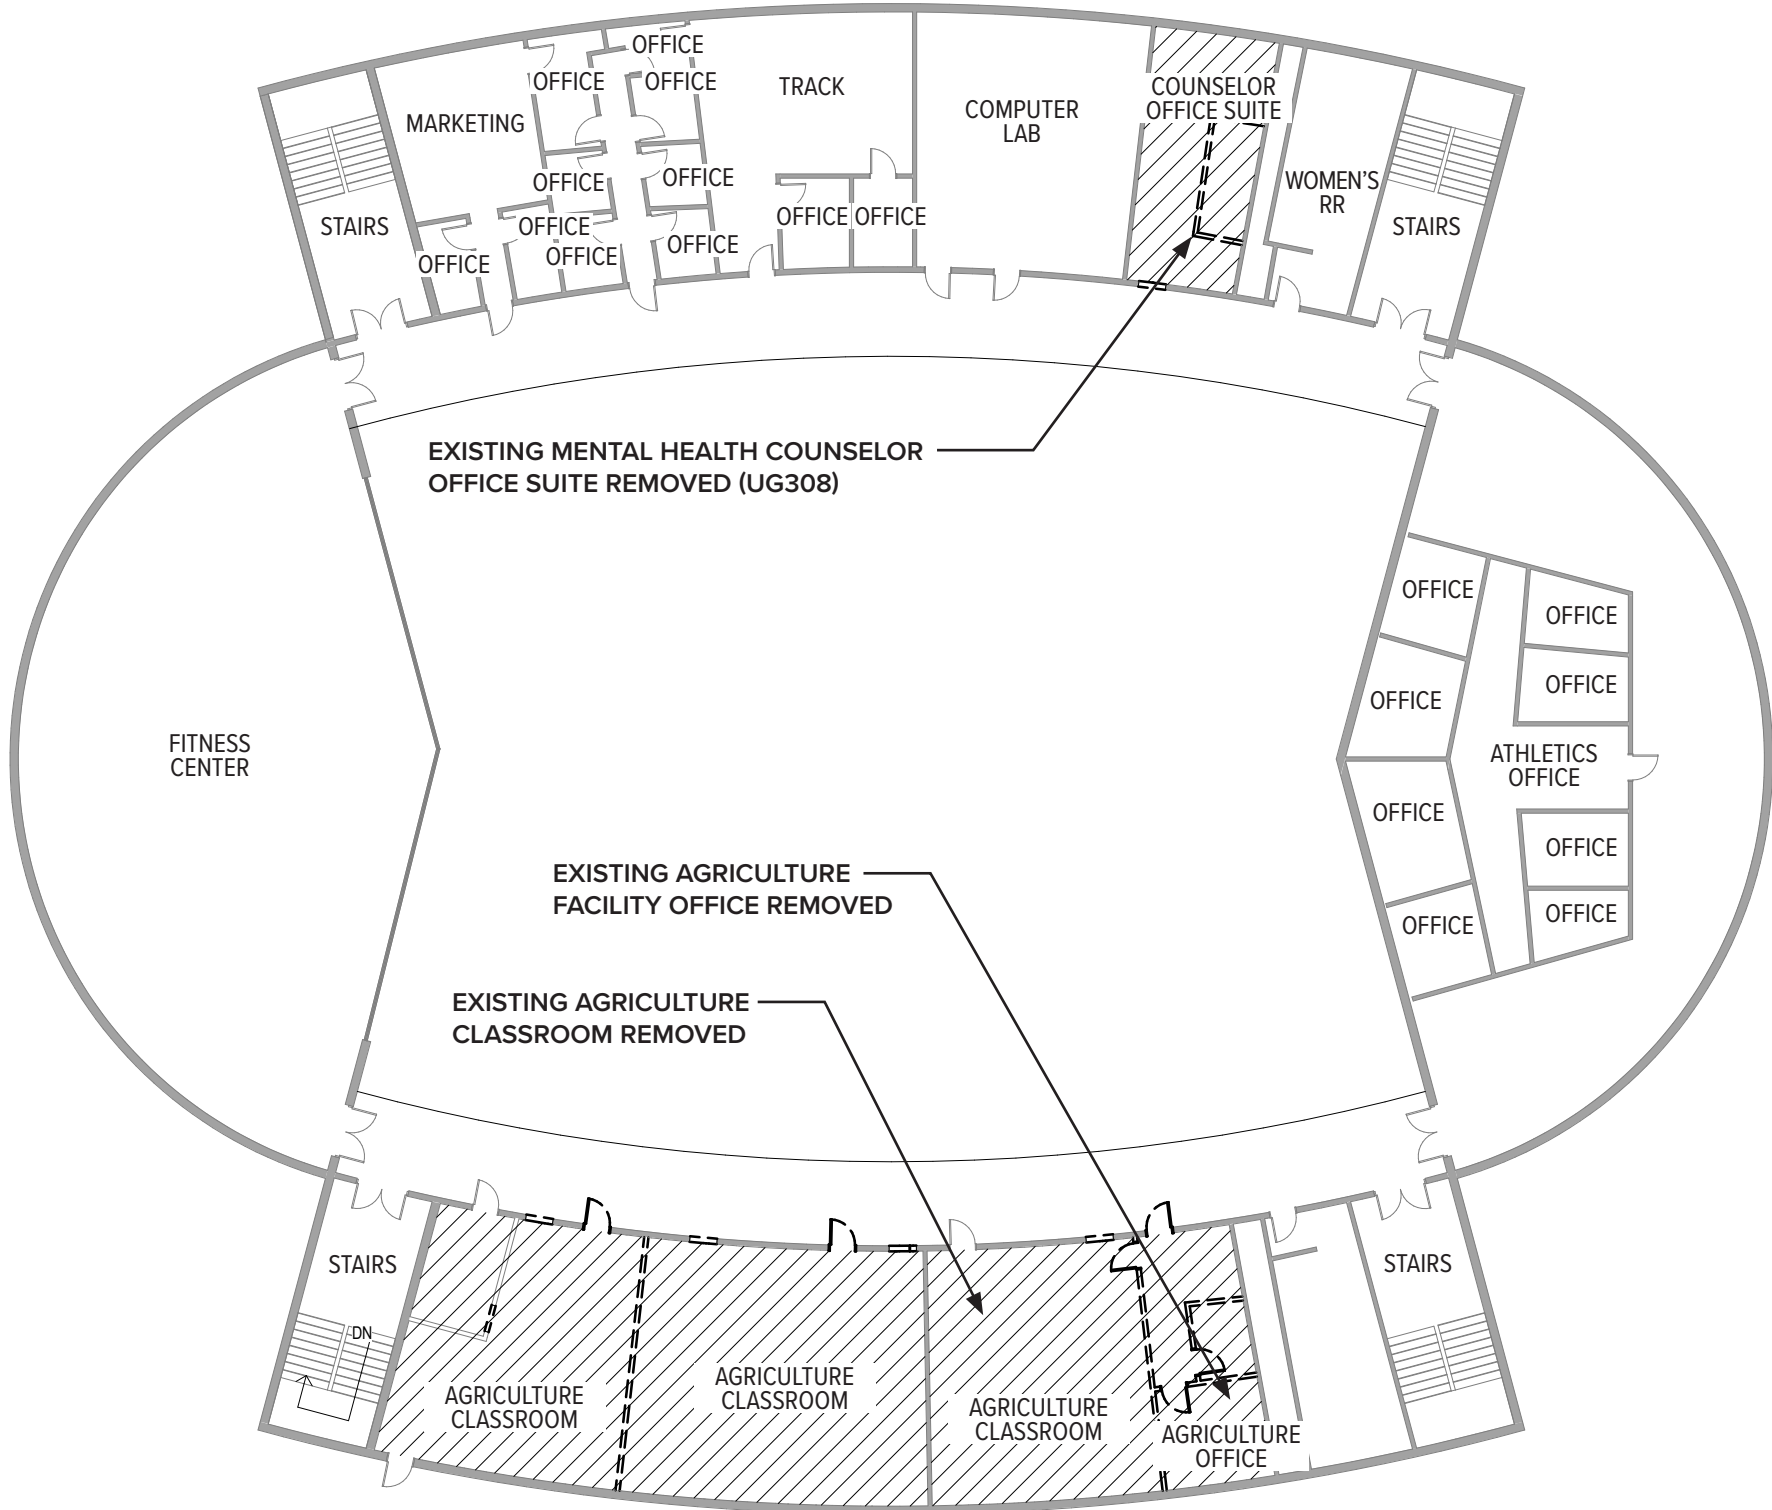 OFFICE
OFFICE
OFFICE
TRACK
COUNSELOR
OFFICE SUITE
MARKETING
COMPUTER
LAB
OFFICE
OFFICE
WOMEN'S
RR
STAIRS
OFFICE
OFFICE
OFFICE
OFFICE
STAIRS
OFFICE
OFFICE
OFFICE
EXISTING MENTAL HEALTH COUNSELOR
OFFICE SUITE REMOVED (UG308)
OFFICE
OFFICE
OFFICE
OFFICE
FITNESS
CENTER
ATHLETICS
OFFICE
OFFICE
OFFICE
OFFICE
OFFICE
EXISTING AGRICULTURE
FACILITY OFFICE REMOVED
EXISTING AGRICULTURE
CLASSROOM REMOVED
STAIRS
STAIRS
DN
AGRICULTURE
CLASSROOM
AGRICULTURE
CLASSROOM
AGRICULTURE
CLASSROOM
AGRICULTURE
OFFICE